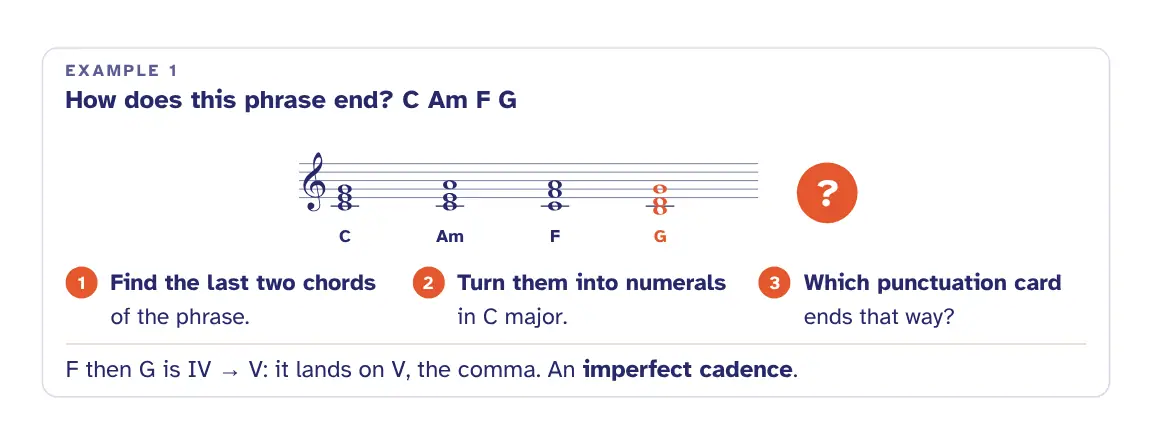 EXAMPLE 1
How does this phrase end? C Am F G
?
C Am F G
1 Find the last two chords
of the phrase.
2 Turn them into numerals
in C major.
3 Which punctuation card
ends that way?
F then G is IV → V: it lands on V, the comma. An imperfect cadence.